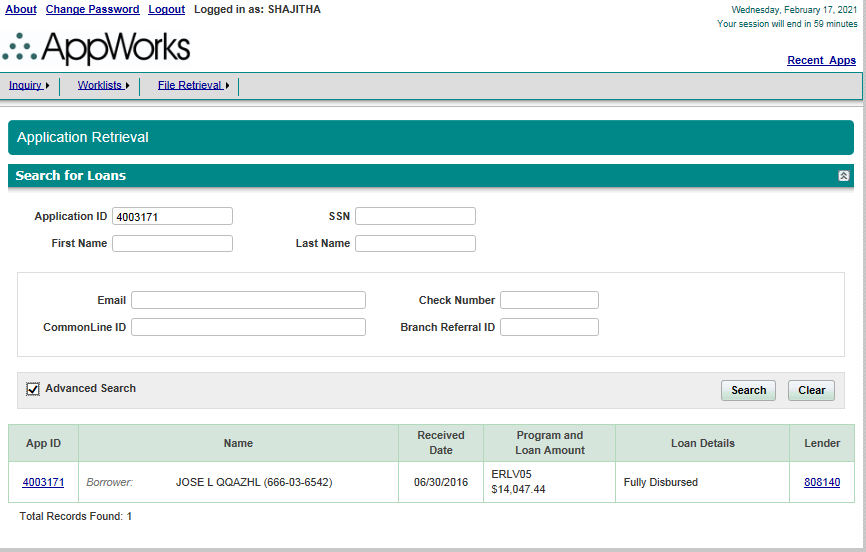 About Change Password Logout Logged in as: SHAJITHA
Wednesday, February 17, 2021
Your session will end in 59 minutes
AppWorks
Recent Apps
Inquiry Worklists File Retrieval
Application Retrieval
Search for Loans
Application ID 4003171 SSN
First Name Last Name
Email Check Number
CommonLine ID Branch Referral ID
Advanced Search Search Clear
App ID Name Received Date Program and Loan Amount Loan Details Lender
4003171 Borrower: JOSE L QQAZHL (666-03-6542) 06/30/2016 ERLV05 $14,047.44 Fully Disbursed 808140
Total Records Found: 1